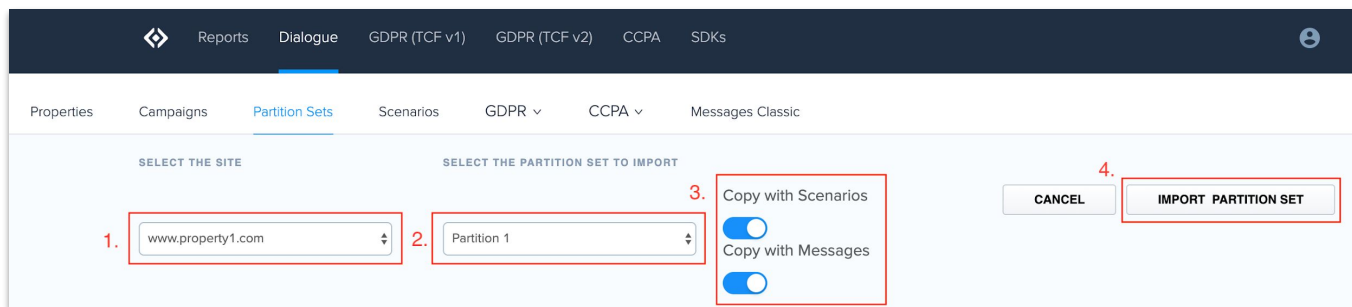 Reports Dialogue GDPR (TCF v1) GDPR (TCF v2) CCPA SDKs
Properties Campaigns Partition Sets Scenarios GDPR CCPA Messages Classic
SELECT THE SITE SELECT THE PARTITION SET TO IMPORT
3. Copy with Scenarios
4.
CANCEL IMPORT PARTITION SET
1. www.property1.com 2. Partition 1
Copy with Messages